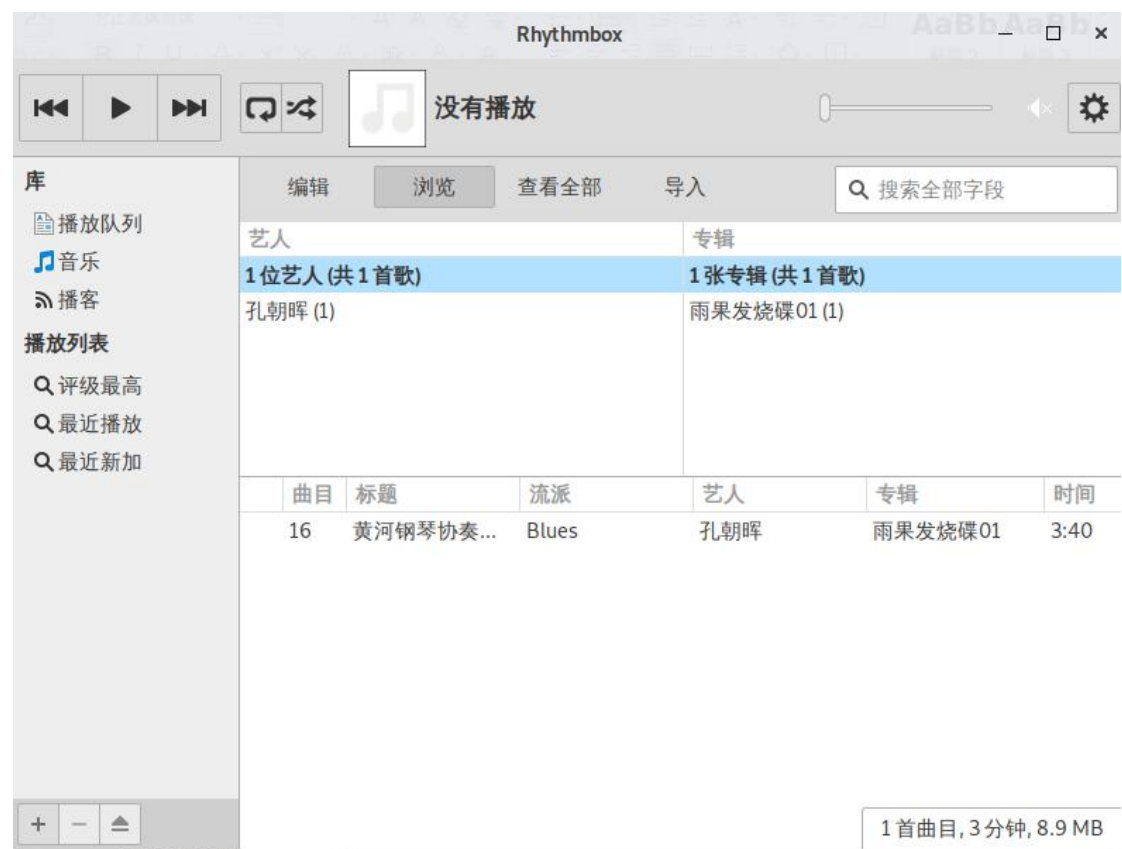 Rhythmbox
没有播放
库
播放队列
音乐
播客
播放列表
评级最高
最近播放
最近新加
编辑 浏览 查看全部 导入 搜索全部字段
艺人 专辑
1位艺人 (共1首歌) 1张专辑 (共1首歌)
孔朝晖 (1) 雨果发烧碟01 (1)
曲目 标题 流派 艺人 专辑 时间
16 黄河钢琴协奏... Blues 孔朝晖 雨果发烧碟01 3:40
1首曲目, 3分钟, 8.9 MB